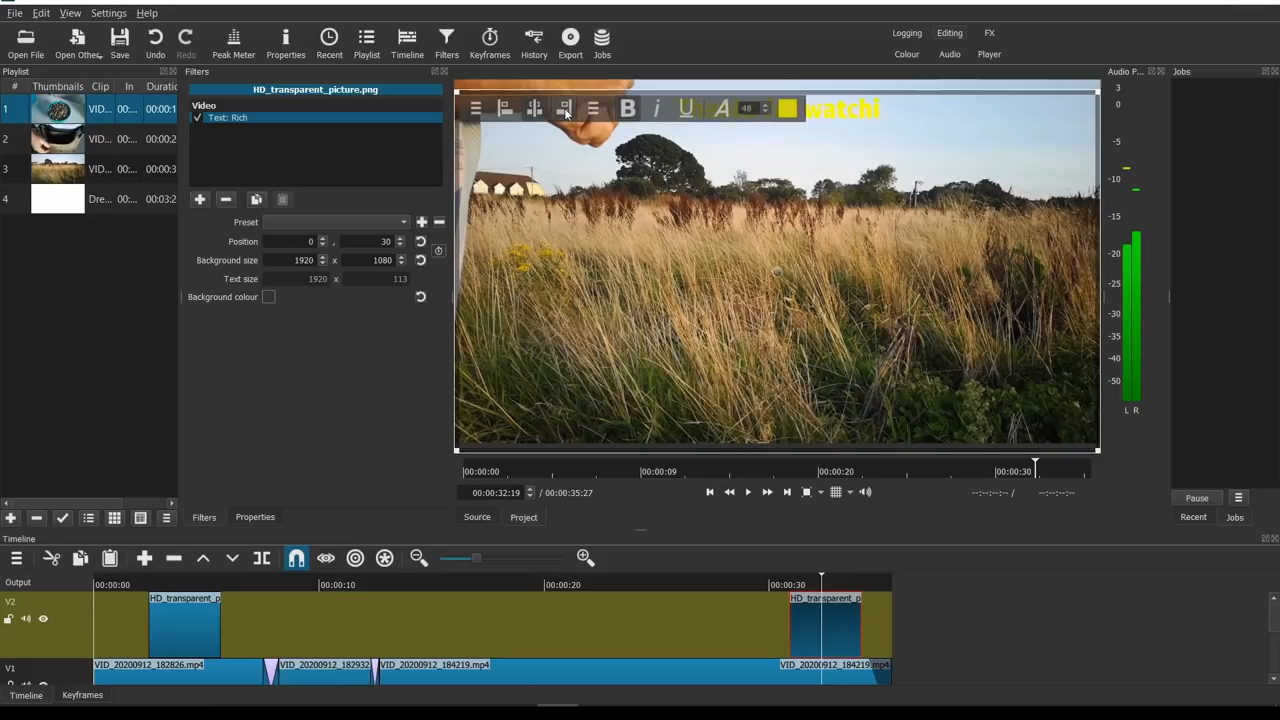 File Edit View Settings Help
Open File Open Other.. Save Undo Redo Peak Meter Properties Recent Playlist Timeline Filters Keyframes History Export Jobs
Logging Editing FX
Colour Audio Player
Playlist
# Thumbnails Clip In Duratic
1 VID... 00:... 00:00:1
2 VID... 00:... 00:00:2
3 VID... 00:... 00:00:3
4 Dre... 00:... 00:03:2
Filters
HD_transparent_picture.png
Video
Text: Rich
Preset
Position 0 , 30
Background size 1920 x 1080
Text size 1920 x 113
Background colour
Filters Properties
B i U A 48 watchi
00:00:00 00:00:09 00:00:20 00:00:30
00:00:32:19 / 00:00:35:27 --:--:--:-- / --:--:--:--
Source Project
Audio P...
3
0
-5
-10
-15
-20
-25
-30
-35
-40
-50
L R
Jobs
Pause
Recent Jobs
Timeline
Output 00:00:00 00:00:10 00:00:20 00:00:30
V2 HD_transparent_p HD_transparent_p
V1 VID_20200912_182826.mp4 VID_20200912_182932 VID_20200912_184219.mp4 VID_20200912_184219.mp4
Timeline Keyframes